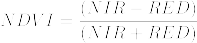 NDVI = (NIR − RED) / (NIR + RED)